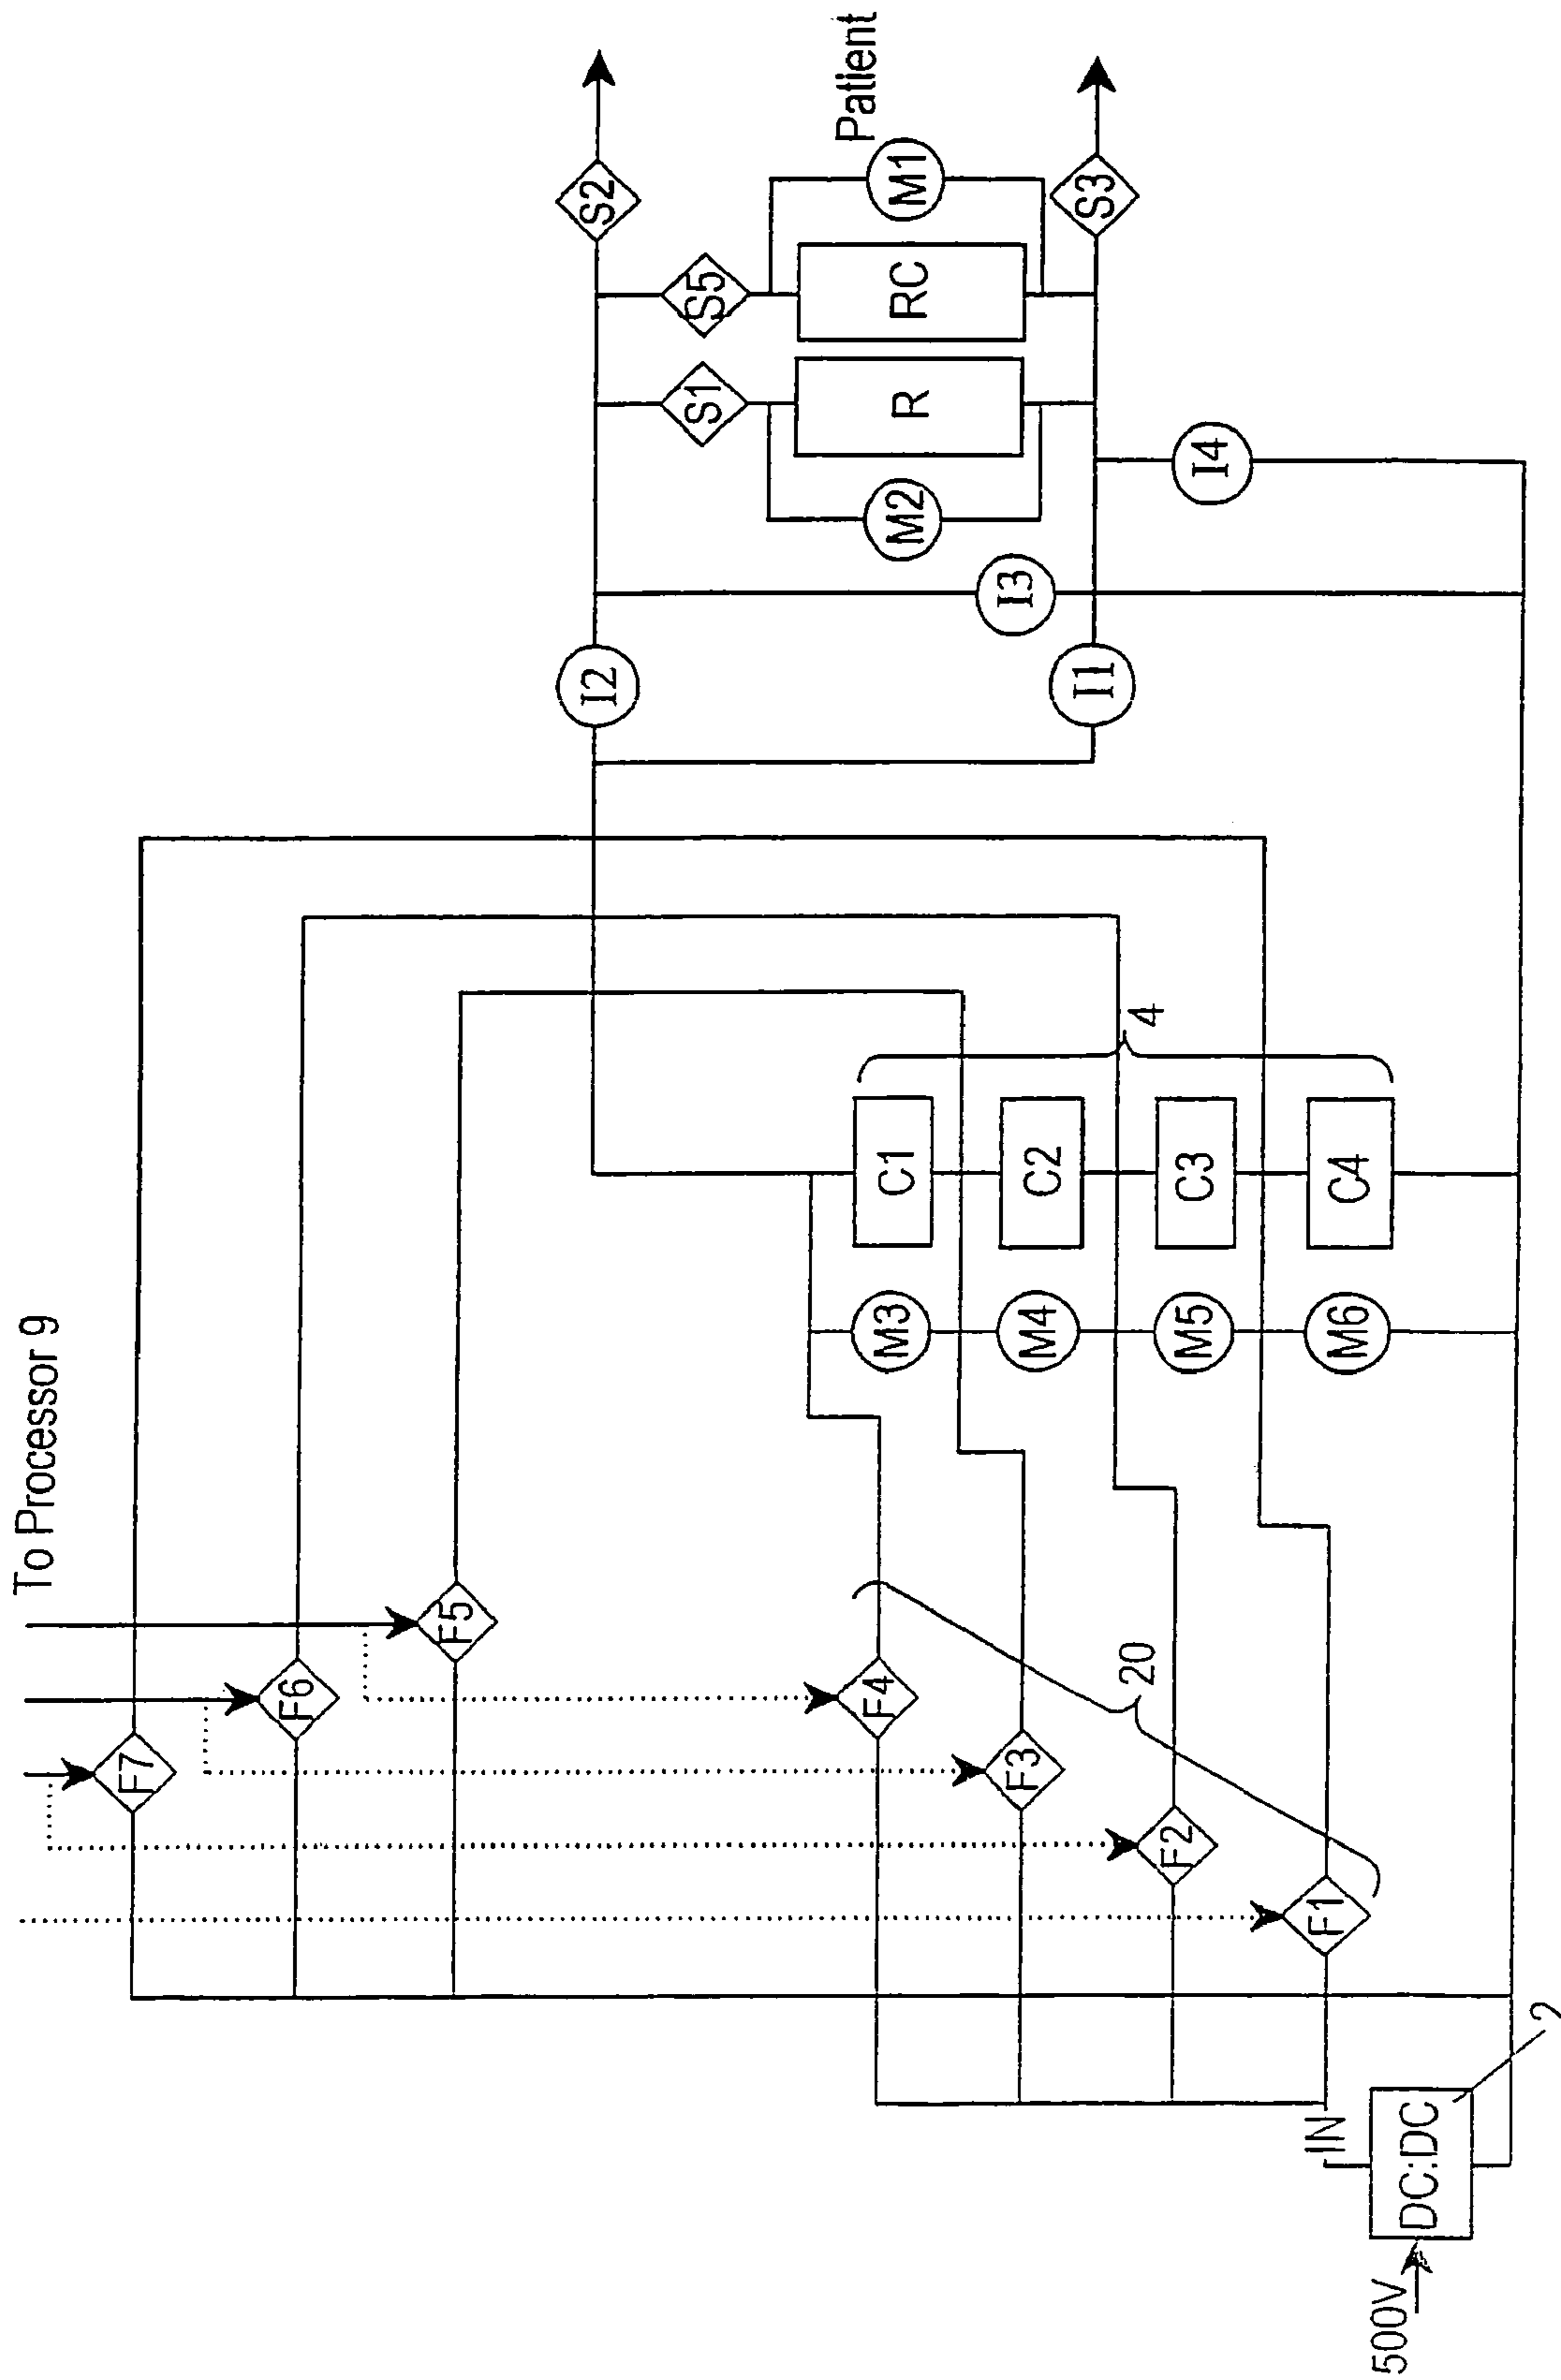 To Processor 9
F7
F6
F5
F4
F3
F2
F1
20
IN
DC:DC
500V
2
M3
M4
M5
M6
C1
C2
C3
C4
4
I2
I1
I3
I4
M2
R
S1
S5
RC
M1
S2
S3
Patient